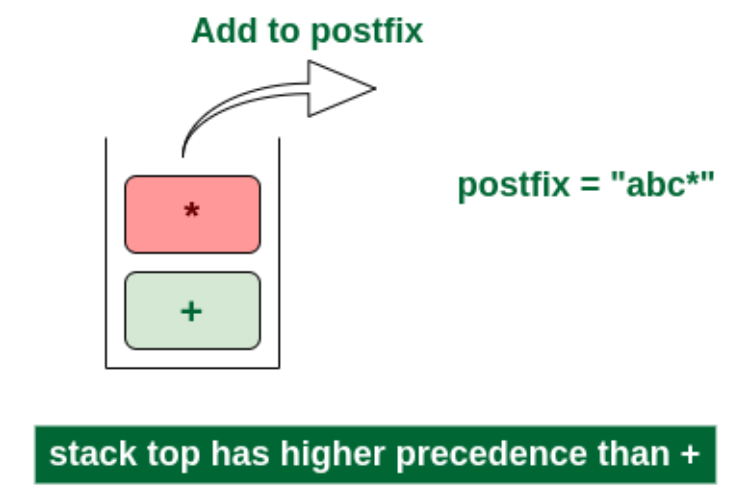 Add to postfix
*
postfix = "abc*"
+
stack top has higher precedence than +